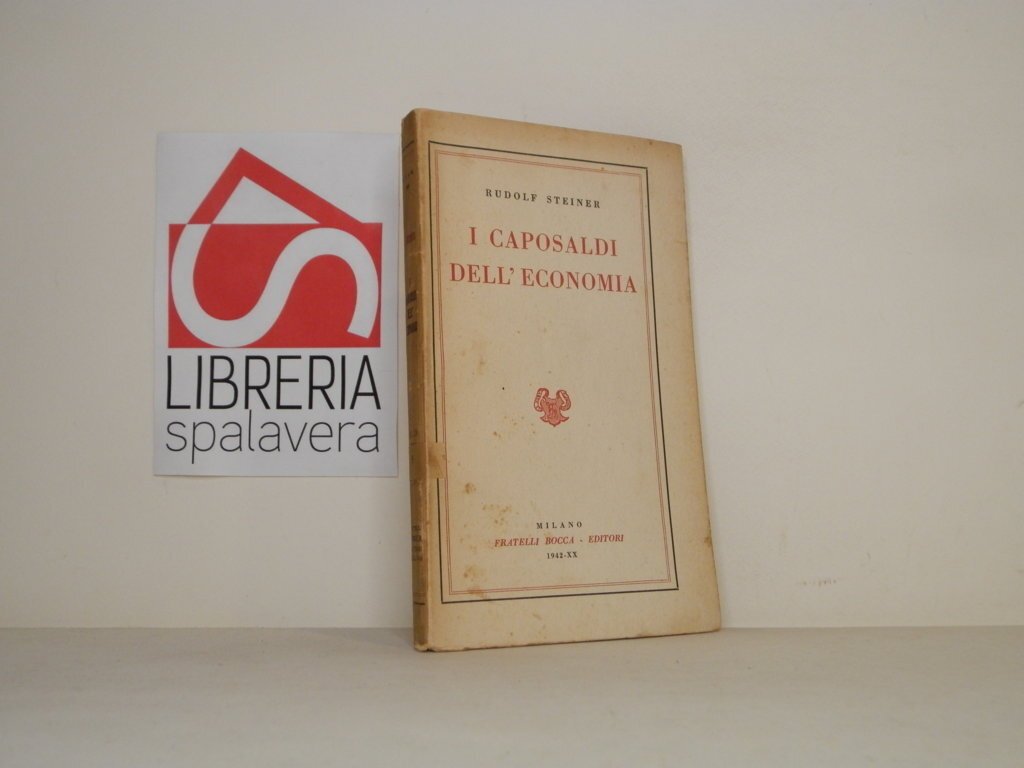 LIBRERIA
spalavera
RUDOLF STEINER
I CAPOSALDI
DELL'ECONOMIA
MILANO
FRATELLI BOCCA - EDITORI
1942-XX